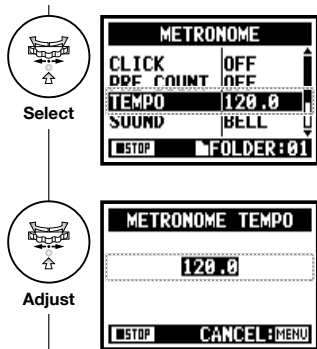 METRONOME
CLICK OFF
PRE COUNT OFF
TEMPO 120.0
SOUND BELL
STOP FOLDER:01
Select
METRONOME TEMPO
120.0
STOP CANCEL:MENU
Adjust